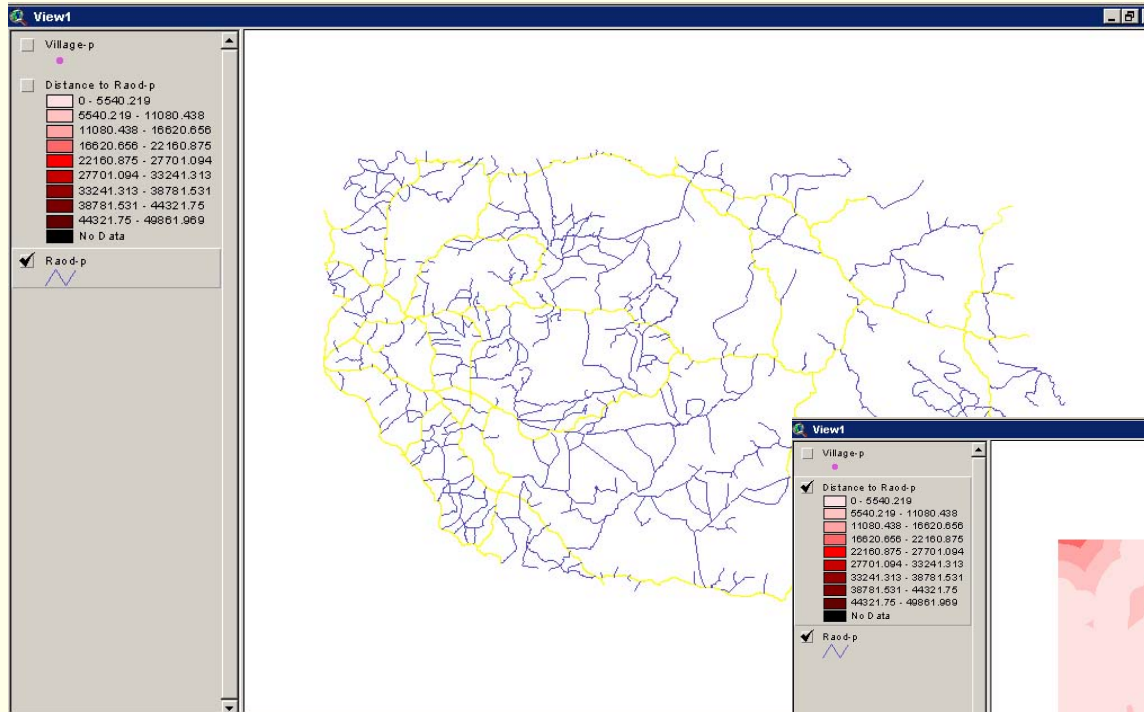 View1
Village-p
Distance to Raod-p
0 - 5540.219
5540.219 - 11080.438
11080.438 - 16620.656
16620.656 - 22160.875
22160.875 - 27701.094
27701.094 - 33241.313
33241.313 - 38781.531
38781.531 - 44321.75
44321.75 - 49861.969
No Data
Raod-p
View1
Village-p
Distance to Raod-p
0 - 5540.219
5540.219 - 11080.438
11080.438 - 16620.656
16620.656 - 22160.875
22160.875 - 27701.094
27701.094 - 33241.313
33241.313 - 38781.531
38781.531 - 44321.75
44321.75 - 49861.969
No Data
Raod-p